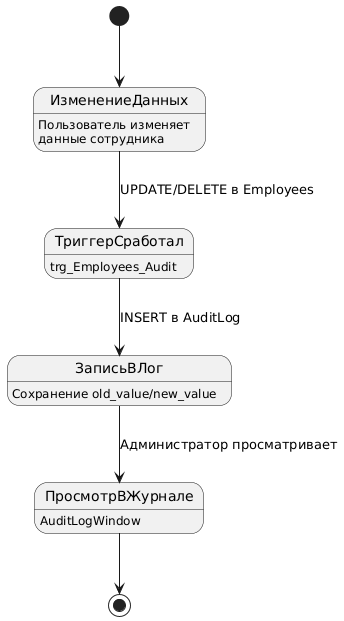 ИзменениеДанных
Пользователь изменяет
данные сотрудника
UPDATE/DELETE в Employees
ТриггерСработал
trg_Employees_Audit
INSERT в AuditLog
ЗаписьВЛог
Сохранение old_value/new_value
Администратор просматривает
ПросмотрВЖурнале
AuditLogWindow